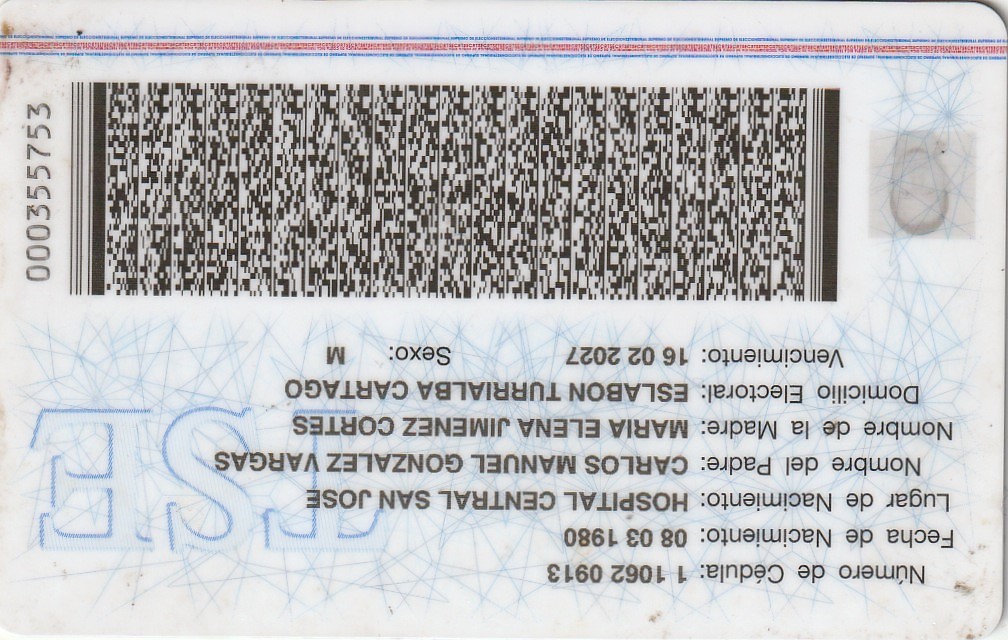 Número de Cédula: 1 1062 0913
Fecha de Nacimiento: 08 03 1980
Lugar de Nacimiento: HOSPITAL CENTRAL SAN JOSE
Nombre del Padre: CARLOS MANUEL GONZALEZ VARGAS
Nombre de la Madre: MARIA ELENA JIMENEZ CORTES
Domicilio Electoral: ESLABON TURRIALBA CARTAGO
Vencimiento: 16 02 2027 Sexo: M
TSE
000355753